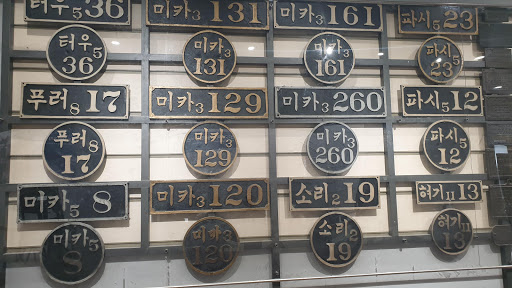 터우5 36 미카3 131 미카3 161 파시5 23
터우5 36 미카3 131 미카3 161 파시5 23
푸러8 17 미카3 129 미카3 260 파시5 12
푸러8 17 미카3 129 미카3 260 파시5 12
마카5 8 미카3 120 소리2 19 혀기11 13
미카5 8 미카3 120 소리2 19 혀기11 13